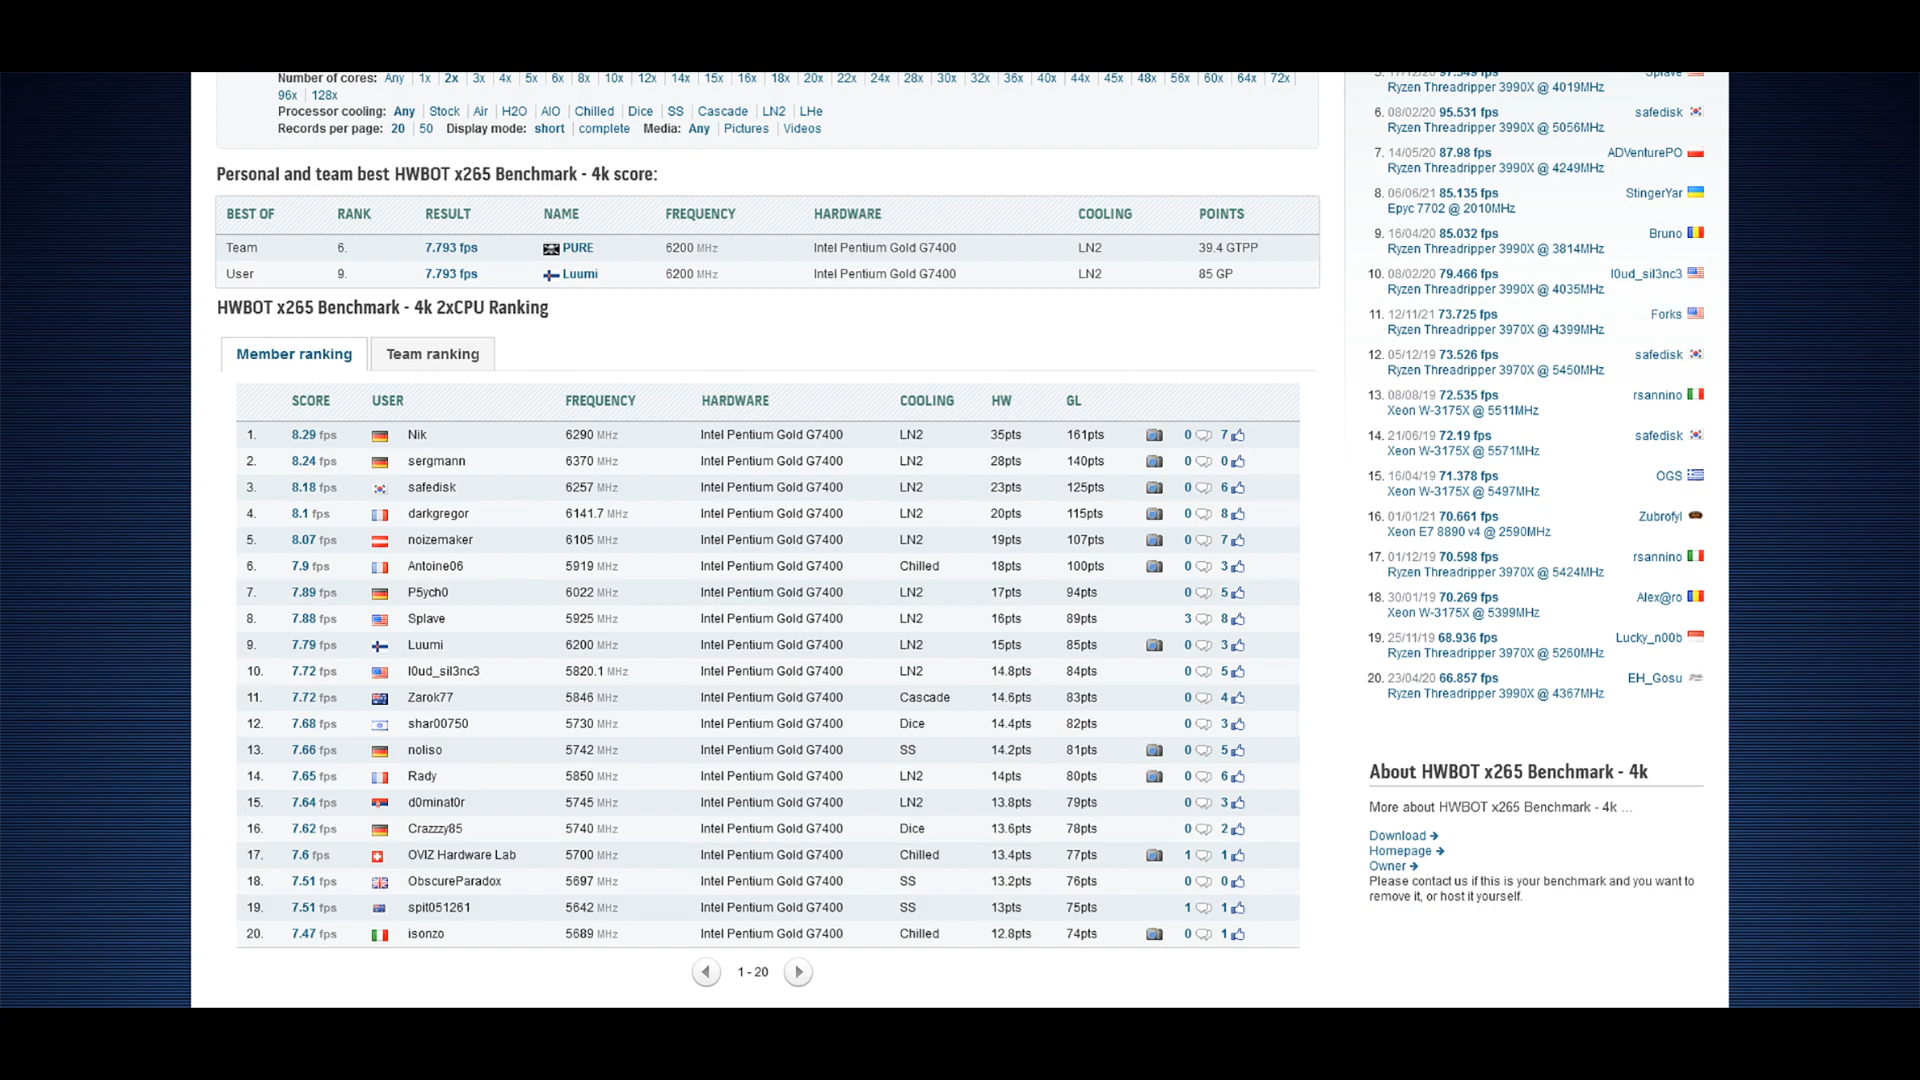 Number of cores: Any 1x 2x 3x 4x 5x 6x 8x 10x 12x 14x 15x 16x 18x 20x 22x 24x 28x 30x 32x 36x 40x 44x 45x 48x 56x 60x 64x 72x
96x 128x
Processor cooling: Any Stock Air H2O AIO Chilled Dice SS Cascade LN2 LHe
Records per page: 20 50 Display mode: short complete Media: Any Pictures Videos
Personal and team best HWBOT x265 Benchmark - 4k score:
BEST OF RANK RESULT NAME FREQUENCY HARDWARE COOLING POINTS
Team 6. 7.793 fps PURE 6200 MHz Intel Pentium Gold G7400 LN2 39.4 GTPP
User 9. 7.793 fps Luumi 6200 MHz Intel Pentium Gold G7400 LN2 85 GP
HWBOT x265 Benchmark - 4k 2xCPU Ranking
Member ranking Team ranking
SCORE USER FREQUENCY HARDWARE COOLING HW GL
1. 8.29 fps Nik 6290 MHz Intel Pentium Gold G7400 LN2 35pts 161pts 0 7
2. 8.24 fps sergmann 6370 MHz Intel Pentium Gold G7400 LN2 28pts 140pts 0 0
3. 8.18 fps safedisk 6257 MHz Intel Pentium Gold G7400 LN2 23pts 125pts 0 6
4. 8.1 fps darkgregor 6141.7 MHz Intel Pentium Gold G7400 LN2 20pts 115pts 0 8
5. 8.07 fps noizemaker 6105 MHz Intel Pentium Gold G7400 LN2 19pts 107pts 0 7
6. 7.9 fps Antoine06 5919 MHz Intel Pentium Gold G7400 Chilled 18pts 100pts 0 3
7. 7.89 fps P5ych0 6022 MHz Intel Pentium Gold G7400 LN2 17pts 94pts 0 5
8. 7.88 fps Splave 5925 MHz Intel Pentium Gold G7400 LN2 16pts 89pts 3 8
9. 7.79 fps Luumi 6200 MHz Intel Pentium Gold G7400 LN2 15pts 85pts 0 3
10. 7.72 fps l0ud_sil3nc3 5820.1 MHz Intel Pentium Gold G7400 LN2 14.8pts 84pts 0 5
11. 7.72 fps Zarok77 5846 MHz Intel Pentium Gold G7400 Cascade 14.6pts 83pts 0 4
12. 7.68 fps shar00750 5730 MHz Intel Pentium Gold G7400 Dice 14.4pts 82pts 0 3
13. 7.66 fps noliso 5742 MHz Intel Pentium Gold G7400 SS 14.2pts 81pts 0 5
14. 7.65 fps Rady 5850 MHz Intel Pentium Gold G7400 LN2 14pts 80pts 0 6
15. 7.64 fps d0minat0r 5745 MHz Intel Pentium Gold G7400 LN2 13.8pts 79pts 0 3
16. 7.62 fps Crazzzy85 5740 MHz Intel Pentium Gold G7400 Dice 13.6pts 78pts 0 2
17. 7.6 fps OVIZ Hardware Lab 5700 MHz Intel Pentium Gold G7400 Chilled 13.4pts 77pts 1 1
18. 7.51 fps ObscureParadox 5697 MHz Intel Pentium Gold G7400 SS 13.2pts 76pts 0 0
19. 7.51 fps spit051261 5642 MHz Intel Pentium Gold G7400 SS 13pts 75pts 1 1
20. 7.47 fps isonzo 5689 MHz Intel Pentium Gold G7400 Chilled 12.8pts 74pts 0 1
1 - 20
Ryzen Threadripper 3990X @ 4019MHz
6. 08/02/20 95.531 fps safedisk
Ryzen Threadripper 3990X @ 5056MHz
7. 14/05/20 87.98 fps ADVenturePO
Ryzen Threadripper 3990X @ 4249MHz
8. 06/06/21 85.135 fps StingerYar
Epyc 7702 @ 2010MHz
9. 16/04/20 85.032 fps Bruno
Ryzen Threadripper 3990X @ 3814MHz
10. 08/02/20 79.466 fps l0ud_sil3nc3
Ryzen Threadripper 3990X @ 4035MHz
11. 12/11/21 73.725 fps Forks
Ryzen Threadripper 3970X @ 4399MHz
12. 05/12/19 73.526 fps safedisk
Ryzen Threadripper 3970X @ 5450MHz
13. 08/08/19 72.535 fps rsannino
Xeon W-3175X @ 5511MHz
14. 21/06/19 72.19 fps safedisk
Xeon W-3175X @ 5571MHz
15. 16/04/19 71.378 fps OGS
Xeon W-3175X @ 5497MHz
16. 01/01/21 70.661 fps Zubrofyl
Xeon E7 8890 v4 @ 2590MHz
17. 01/12/19 70.598 fps rsannino
Ryzen Threadripper 3970X @ 5424MHz
18. 30/01/19 70.269 fps Alex@ro
Xeon W-3175X @ 5399MHz
19. 25/11/19 68.936 fps Lucky_n00b
Ryzen Threadripper 3970X @ 5260MHz
20. 23/04/20 66.857 fps EH_Gosu
Ryzen Threadripper 3990X @ 4367MHz
About HWBOT x265 Benchmark - 4k
More about HWBOT x265 Benchmark - 4k ...
Download
Homepage
Owner
Please contact us if this is your benchmark and you want to
remove it, or host it yourself.